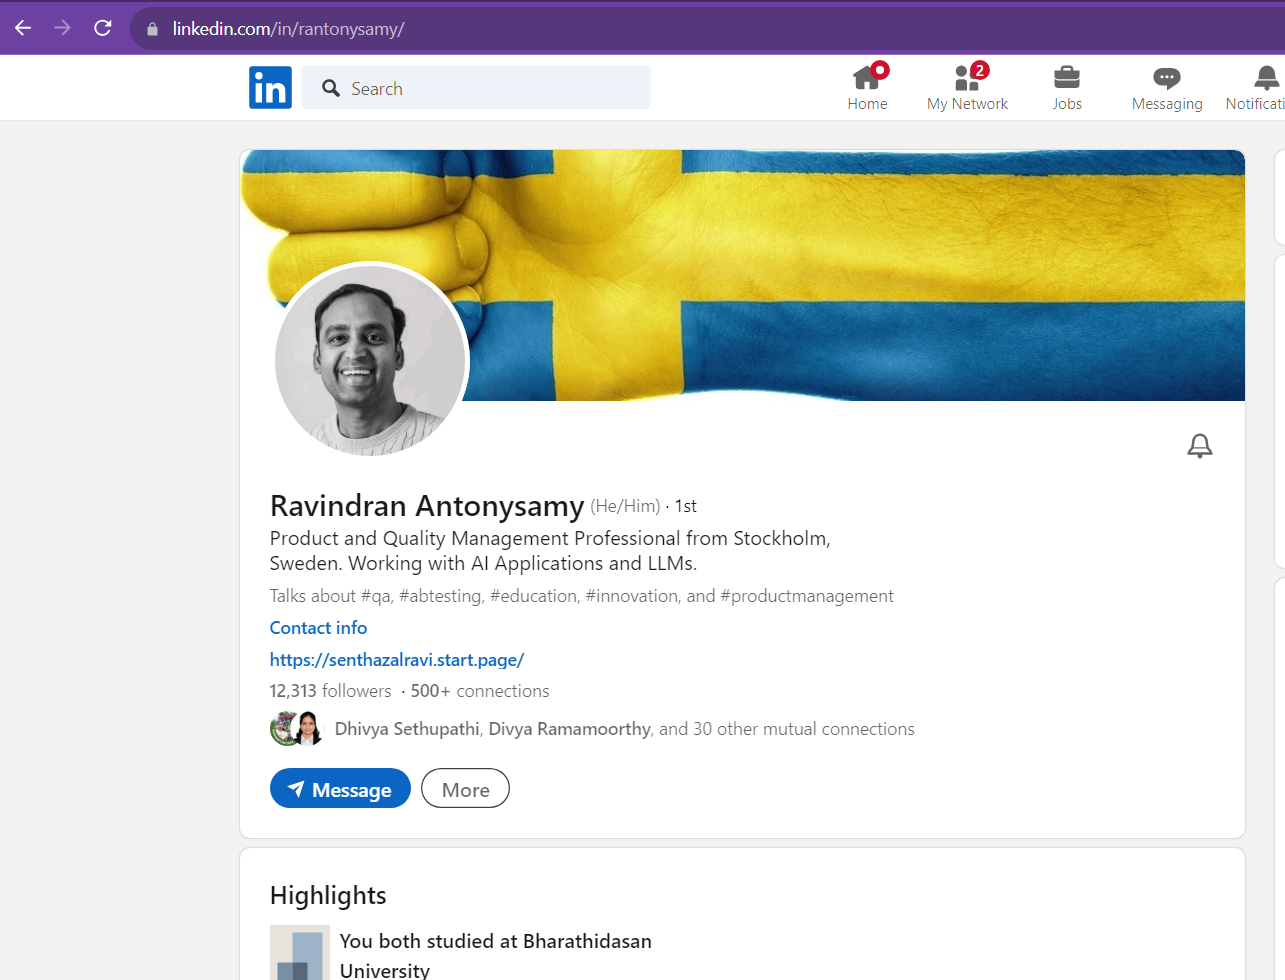 linkedin.com/in/rantonysamy/
in
Search
Home
2
My Network
Jobs
Messaging
Notificati
Ravindran Antonysamy (He/Him) · 1st
Product and Quality Management Professional from Stockholm,
Sweden. Working with AI Applications and LLMs.
Talks about #qa, #abtesting, #education, #innovation, and #productmanagement
Contact info
https://senthazalravi.start.page/
12,313 followers · 500+ connections
Dhivya Sethupathi, Divya Ramamoorthy, and 30 other mutual connections
Message
More
Highlights
You both studied at Bharathidasan
University